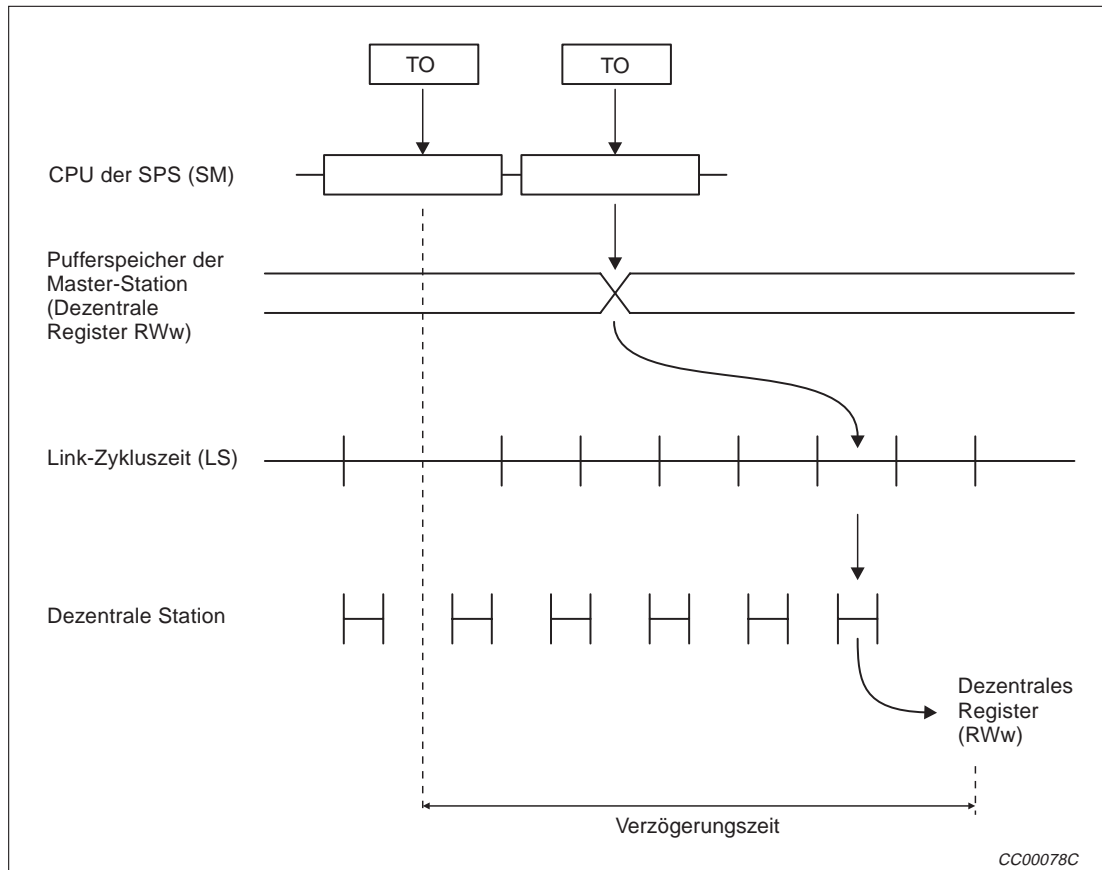 TO
TO
CPU der SPS (SM)
Pufferspeicher der
Master-Station
(Dezentrale
Register RWw)
Link-Zykluszeit (LS)
Dezentrale Station
Dezentrales
Register
(RWw)
Verzögerungszeit
CC00078C